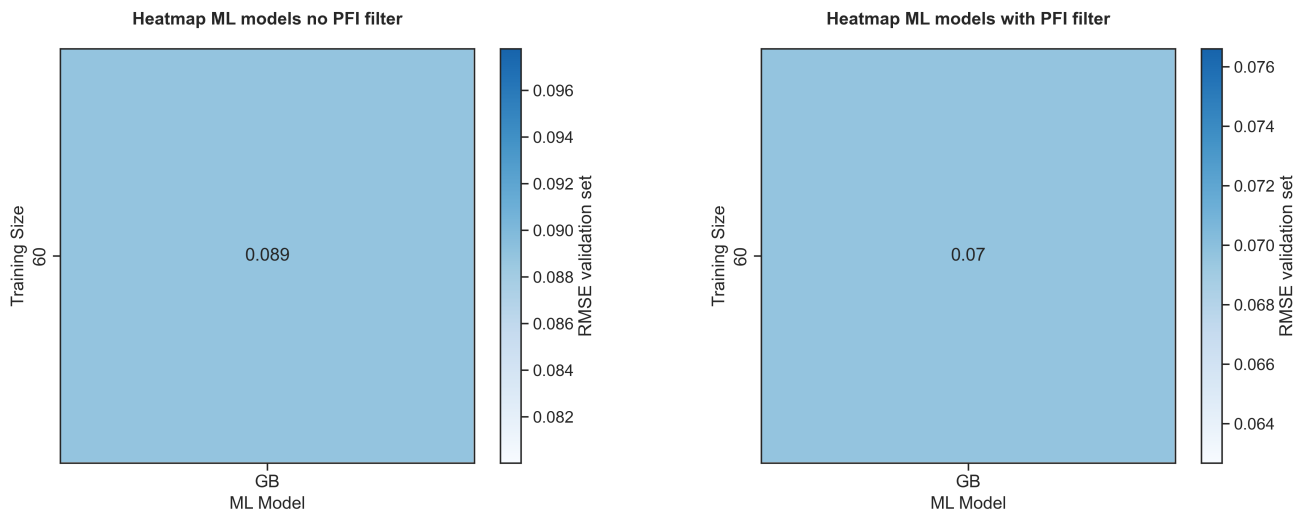 Heatmap ML models no PFI filter
Training Size
60
0.089
GB
ML Model
0.096
0.094
0.092
0.090
0.088
0.086
0.084
0.082
RMSE validation set
Heatmap ML models with PFI filter
Training Size
60
0.07
GB
ML Model
0.076
0.074
0.072
0.070
0.068
0.066
0.064
RMSE validation set